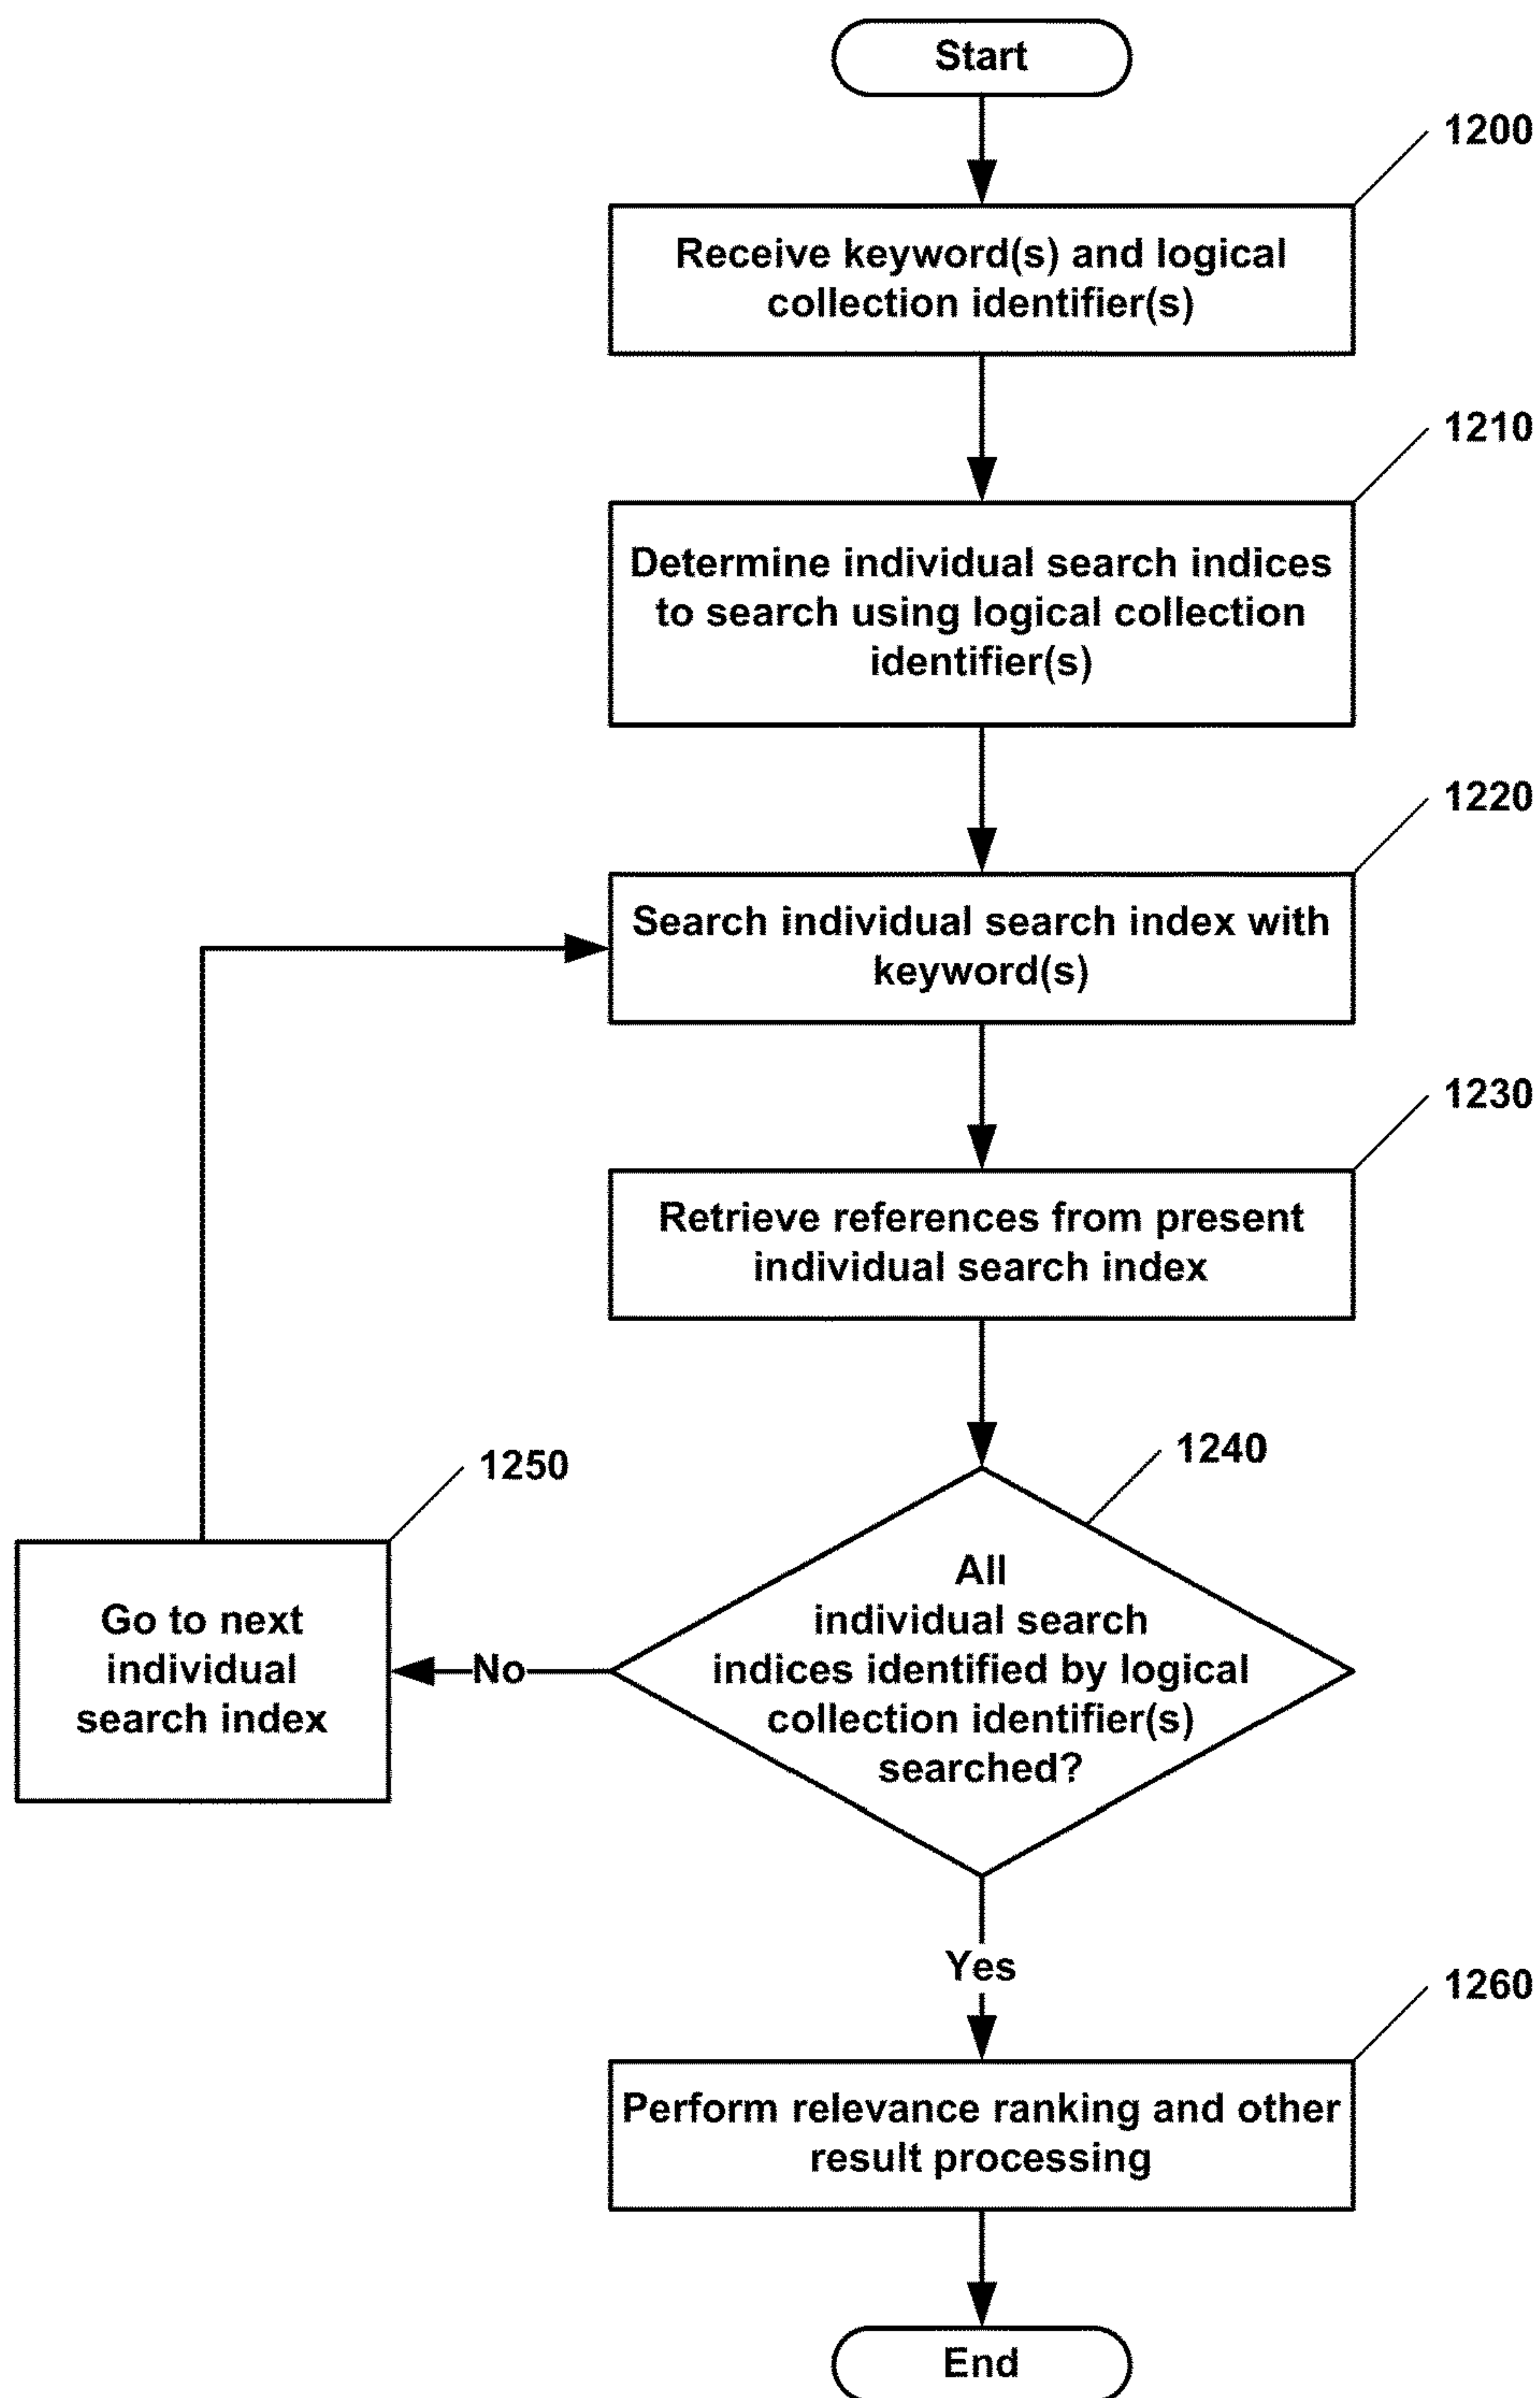 Start
1200
Receive keyword(s) and logical
collection identifier(s)
1210
Determine individual search indices
to search using logical collection
identifier(s)
1220
Search individual search index with
keyword(s)
1230
Retrieve references from present
individual search index
1240
All
individual search
indices identified by logical
collection identifier(s)
searched?
No
1250
Go to next
individual
search index
Yes
1260
Perform relevance ranking and other
result processing
End